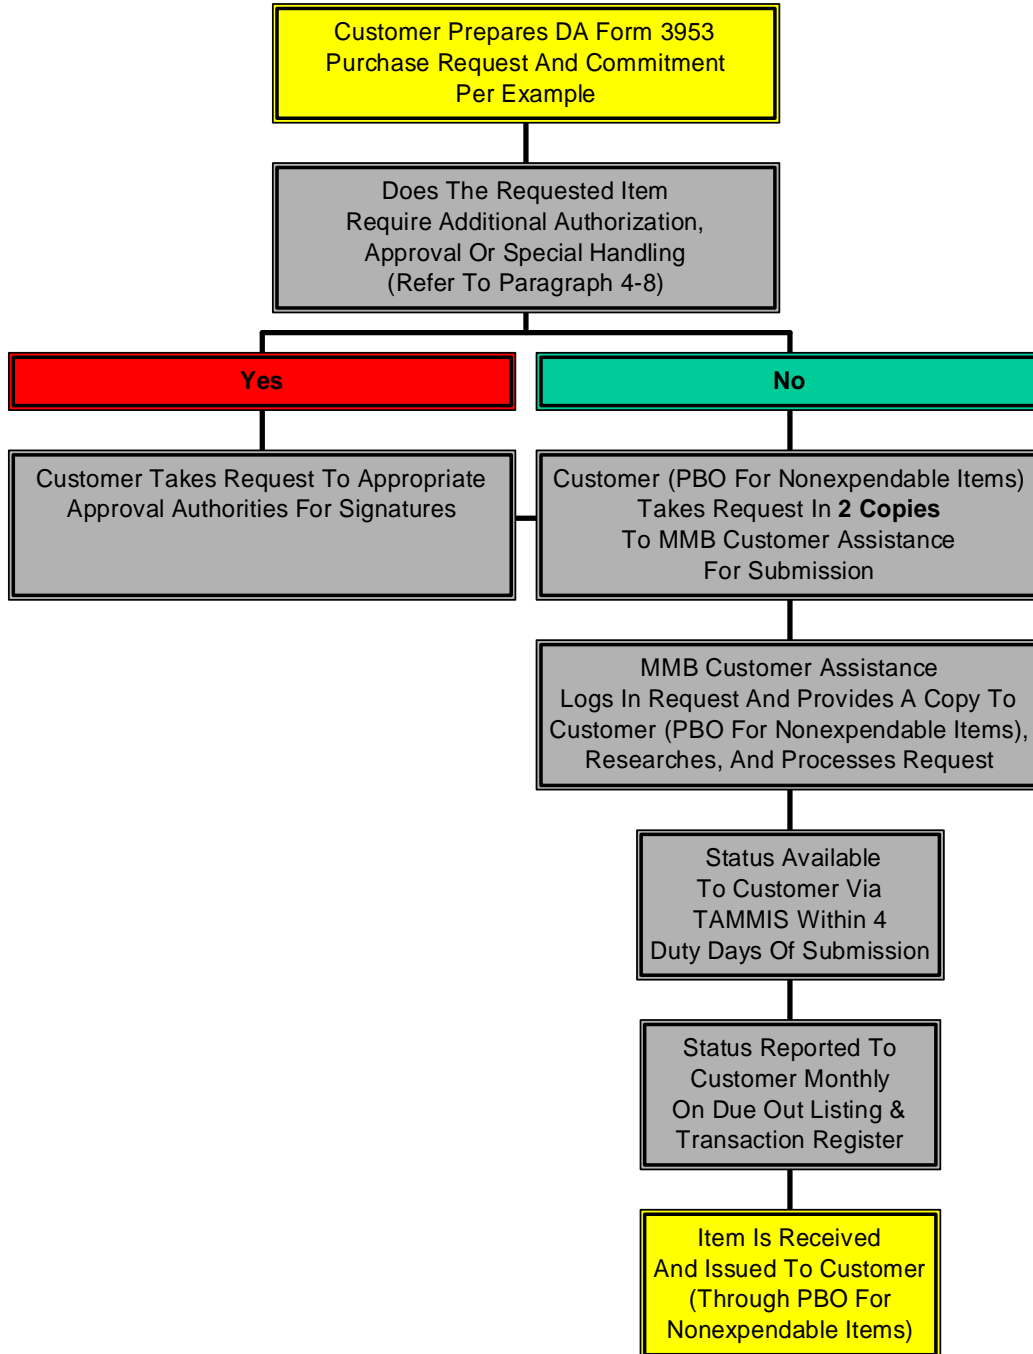 Customer Prepares DA Form 3953
Purchase Request And Commitment
Per Example
Does The Requested Item
Require Additional Authorization,
Approval Or Special Handling
(Refer To Paragraph 4-8)
Yes
No
Customer Takes Request To Appropriate
Approval Authorities For Signatures
Customer (PBO For Nonexpendable Items)
Takes Request In 2 Copies
To MMB Customer Assistance
For Submission
MMB Customer Assistance
Logs In Request And Provides A Copy To
Customer (PBO For Nonexpendable Items),
Researches, And Processes Request
Status Available
To Customer Via
TAMMIS Within 4
Duty Days Of Submission
Status Reported To
Customer Monthly
On Due Out Listing &
Transaction Register
Item Is Received
And Issued To Customer
(Through PBO For
Nonexpendable Items)